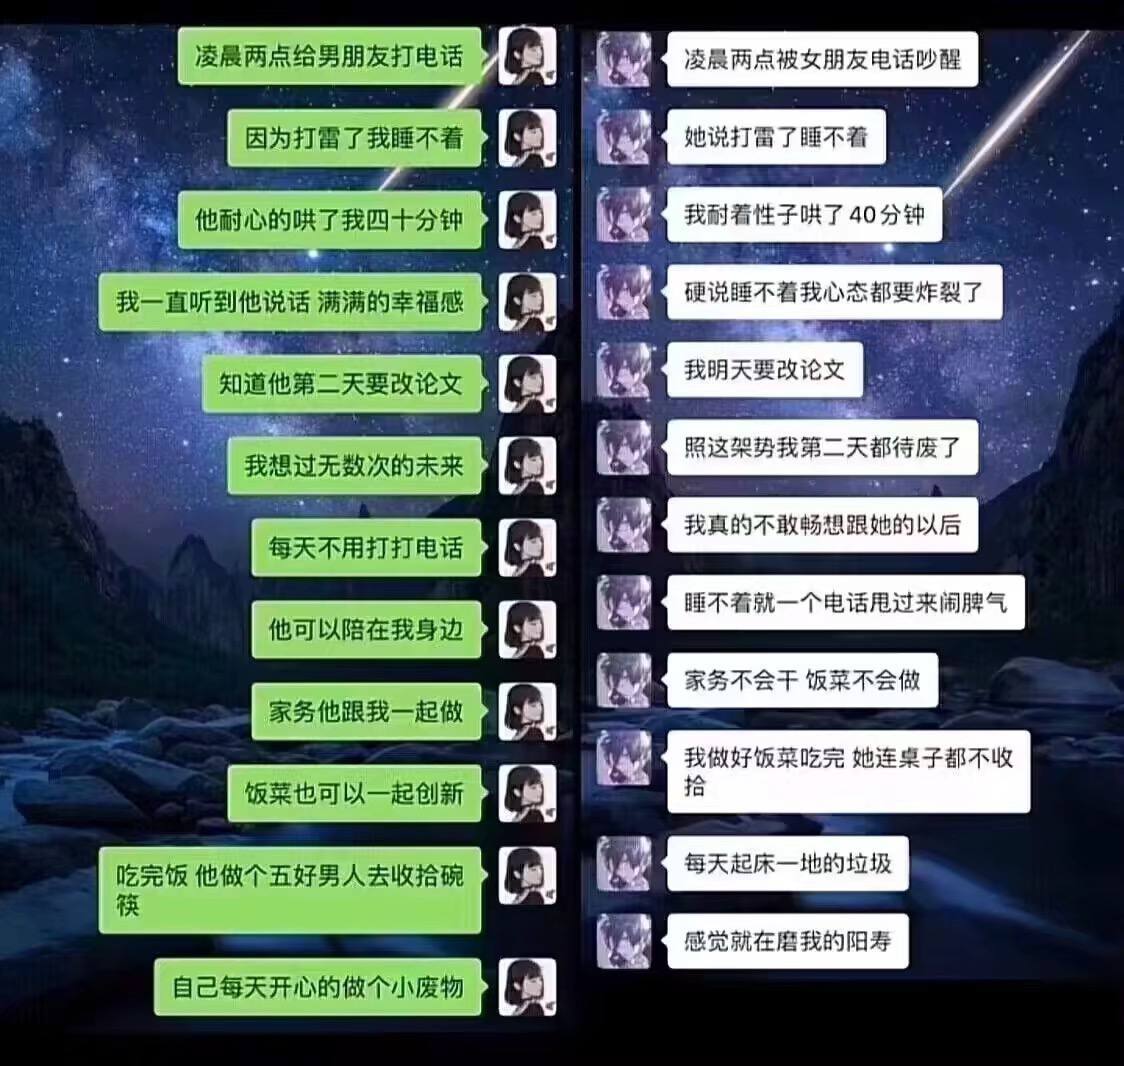 凌晨两点给男朋友打电话
因为打雷了我睡不着
他耐心的哄了我四十分钟
我一直听到他说话 满满的幸福感
知道他第二天要改论文
我想过无数次的未来
每天不用打打电话
他可以陪在我身边
家务他跟我一起做
饭菜也可以一起创新
吃完饭 他做个五好男人去收拾碗
筷
自己每天开心的做个小废物
凌晨两点被女朋友电话吵醒
她说打雷了睡不着
我耐着性子哄了40分钟
硬说睡不着我心态都要炸裂了
我明天要改论文
照这架势我第二天都待废了
我真的不敢畅想跟她的以后
睡不着就一个电话甩过来闹脾气
家务不会干 饭菜不会做
我做好饭菜吃完 她连桌子都不收
拾
每天起床一地的垃圾
感觉就在磨我的阳寿